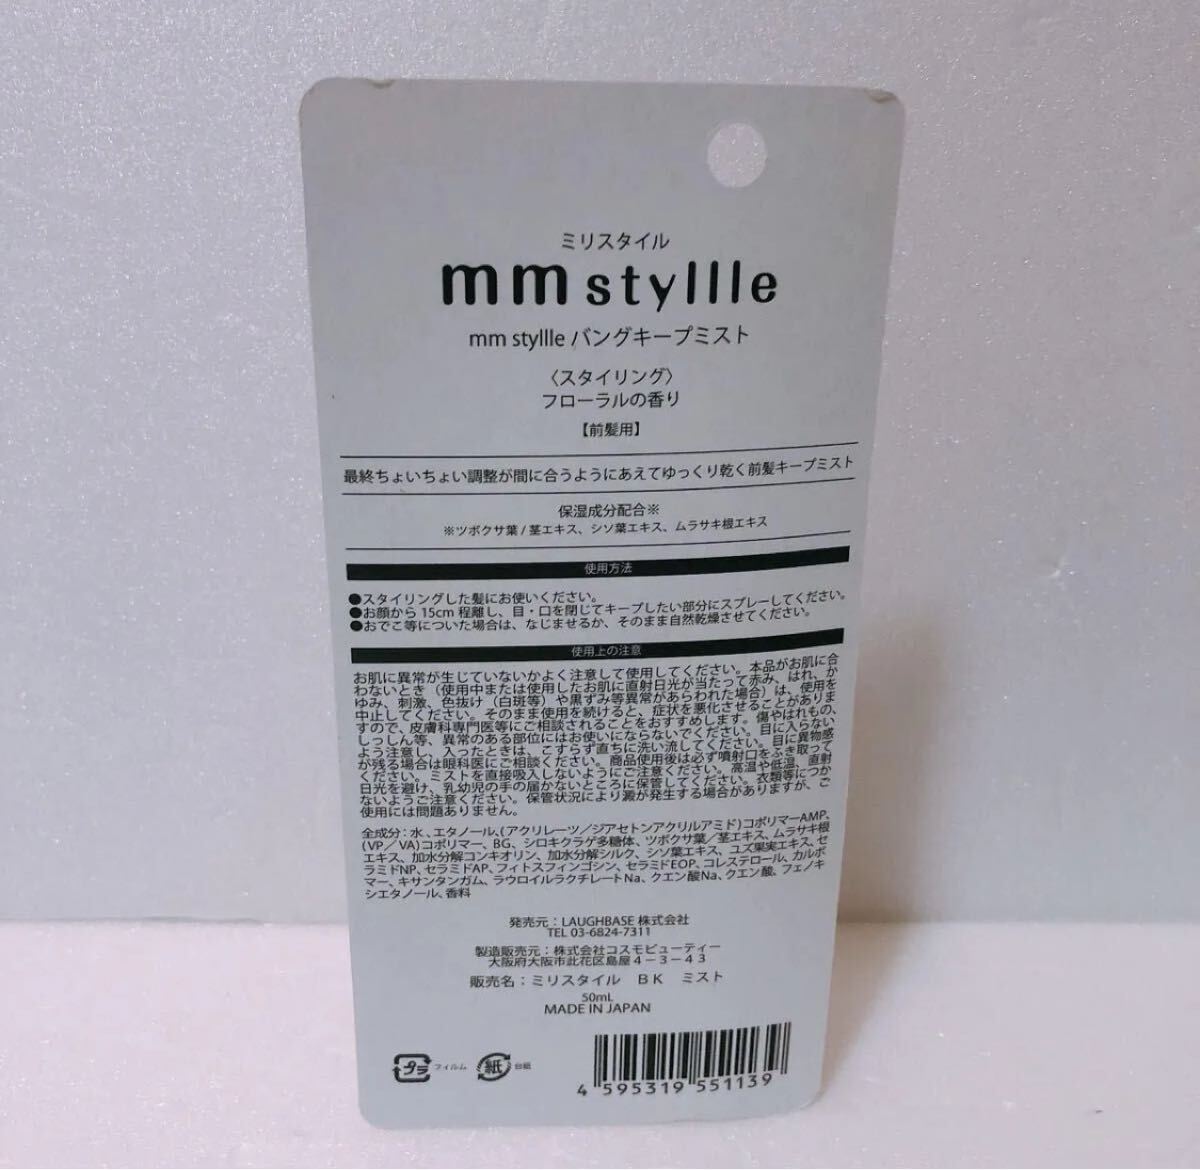 ミリスタイル
mm styllle
mm styllle バングキープミスト
〈スタイリング〉
フローラルの香り
【前髪用】
最終ちょいちょい調整が間に合うようにあえてゆっくり乾く前髪キープミスト
保湿成分配合※
※ツボクサ葉/茎エキス、シソ葉エキス、ムラサキ根エキス
使用方法
●スタイリングした髪にお使いください。
●お顔から15cm程離し、目・口を閉じてキープしたい部分にスプレーしてください。
●おでこ等についた場合は、なじませるか、そのまま自然乾燥させてください。
使用上の注意
お肌に異常が生じていないかよく注意して使用してください。本品がお肌に合
わないとき（使用中または使用したお肌に直射日光が当たって赤み、はれ、か
ゆみ、刺激、色抜け（白斑等）や黒ずみ等異常があらわれた場合）は、使用を
中止してください。そのまま使用を続けると、症状を悪化させることがありま
すので、皮膚科専門医等にご相談されることをおすすめします。傷やはれもの、
しっしん等、異常のある部位にはお使いにならないでください。目に入らない
よう注意し、入ったときは、こすらず直ちに洗い流してください。目に異物感
が残る場合は眼科医にご相談ください。商品使用後は必ず噴射口をふき取って
ください。ミストを直接吸入しないようにご注意ください。高温や低温、直射
日光を避け、乳幼児の手の届かないところに保管してください。衣類等につか
ないようご注意ください。保管状況により澱が発生する場合がありますが、ご
使用には問題ありません。
全成分：水、エタノール、(アクリレーツ／ジアセトンアクリルアミド)コポリマーAMP、
(VP／VA)コポリマー、BG、シロキクラゲ多糖体、ツボクサ葉／茎エキス、ムラサキ根
エキス、加水分解コンキオリン、加水分解シルク、シソ葉エキス、ユズ果実エキス、セ
ラミドNP、セラミドAP、フィトスフィンゴシン、セラミドEOP、コレステロール、カルボ
マー、キサンタンガム、ラウロイルラクチレートNa、クエン酸Na、クエン酸、フェノキ
シエタノール、香料
発売元：LAUGHBASE 株式会社
TEL 03-6824-7311
製造販売元：株式会社コスモビューティー
大阪府大阪市此花区島屋４－３－４３
販売名：ミリスタイル　ＢＫ　ミスト
50mL
MADE IN JAPAN
プラ フィルム 紙 台紙
4 595319 551139